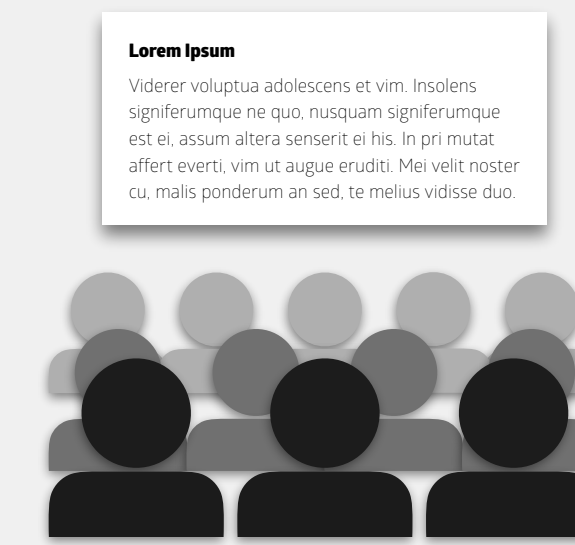 Lorem Ipsum
Viderer voluptua adolescens et vim. Insolens
signiferumque ne quo, nusquam signiferumque
est ei, assum altera senserit ei his. In pri mutat
affert everti, vim ut augue eruditi. Mei velit noster
cu, malis ponderum an sed, te melius vidisse duo.